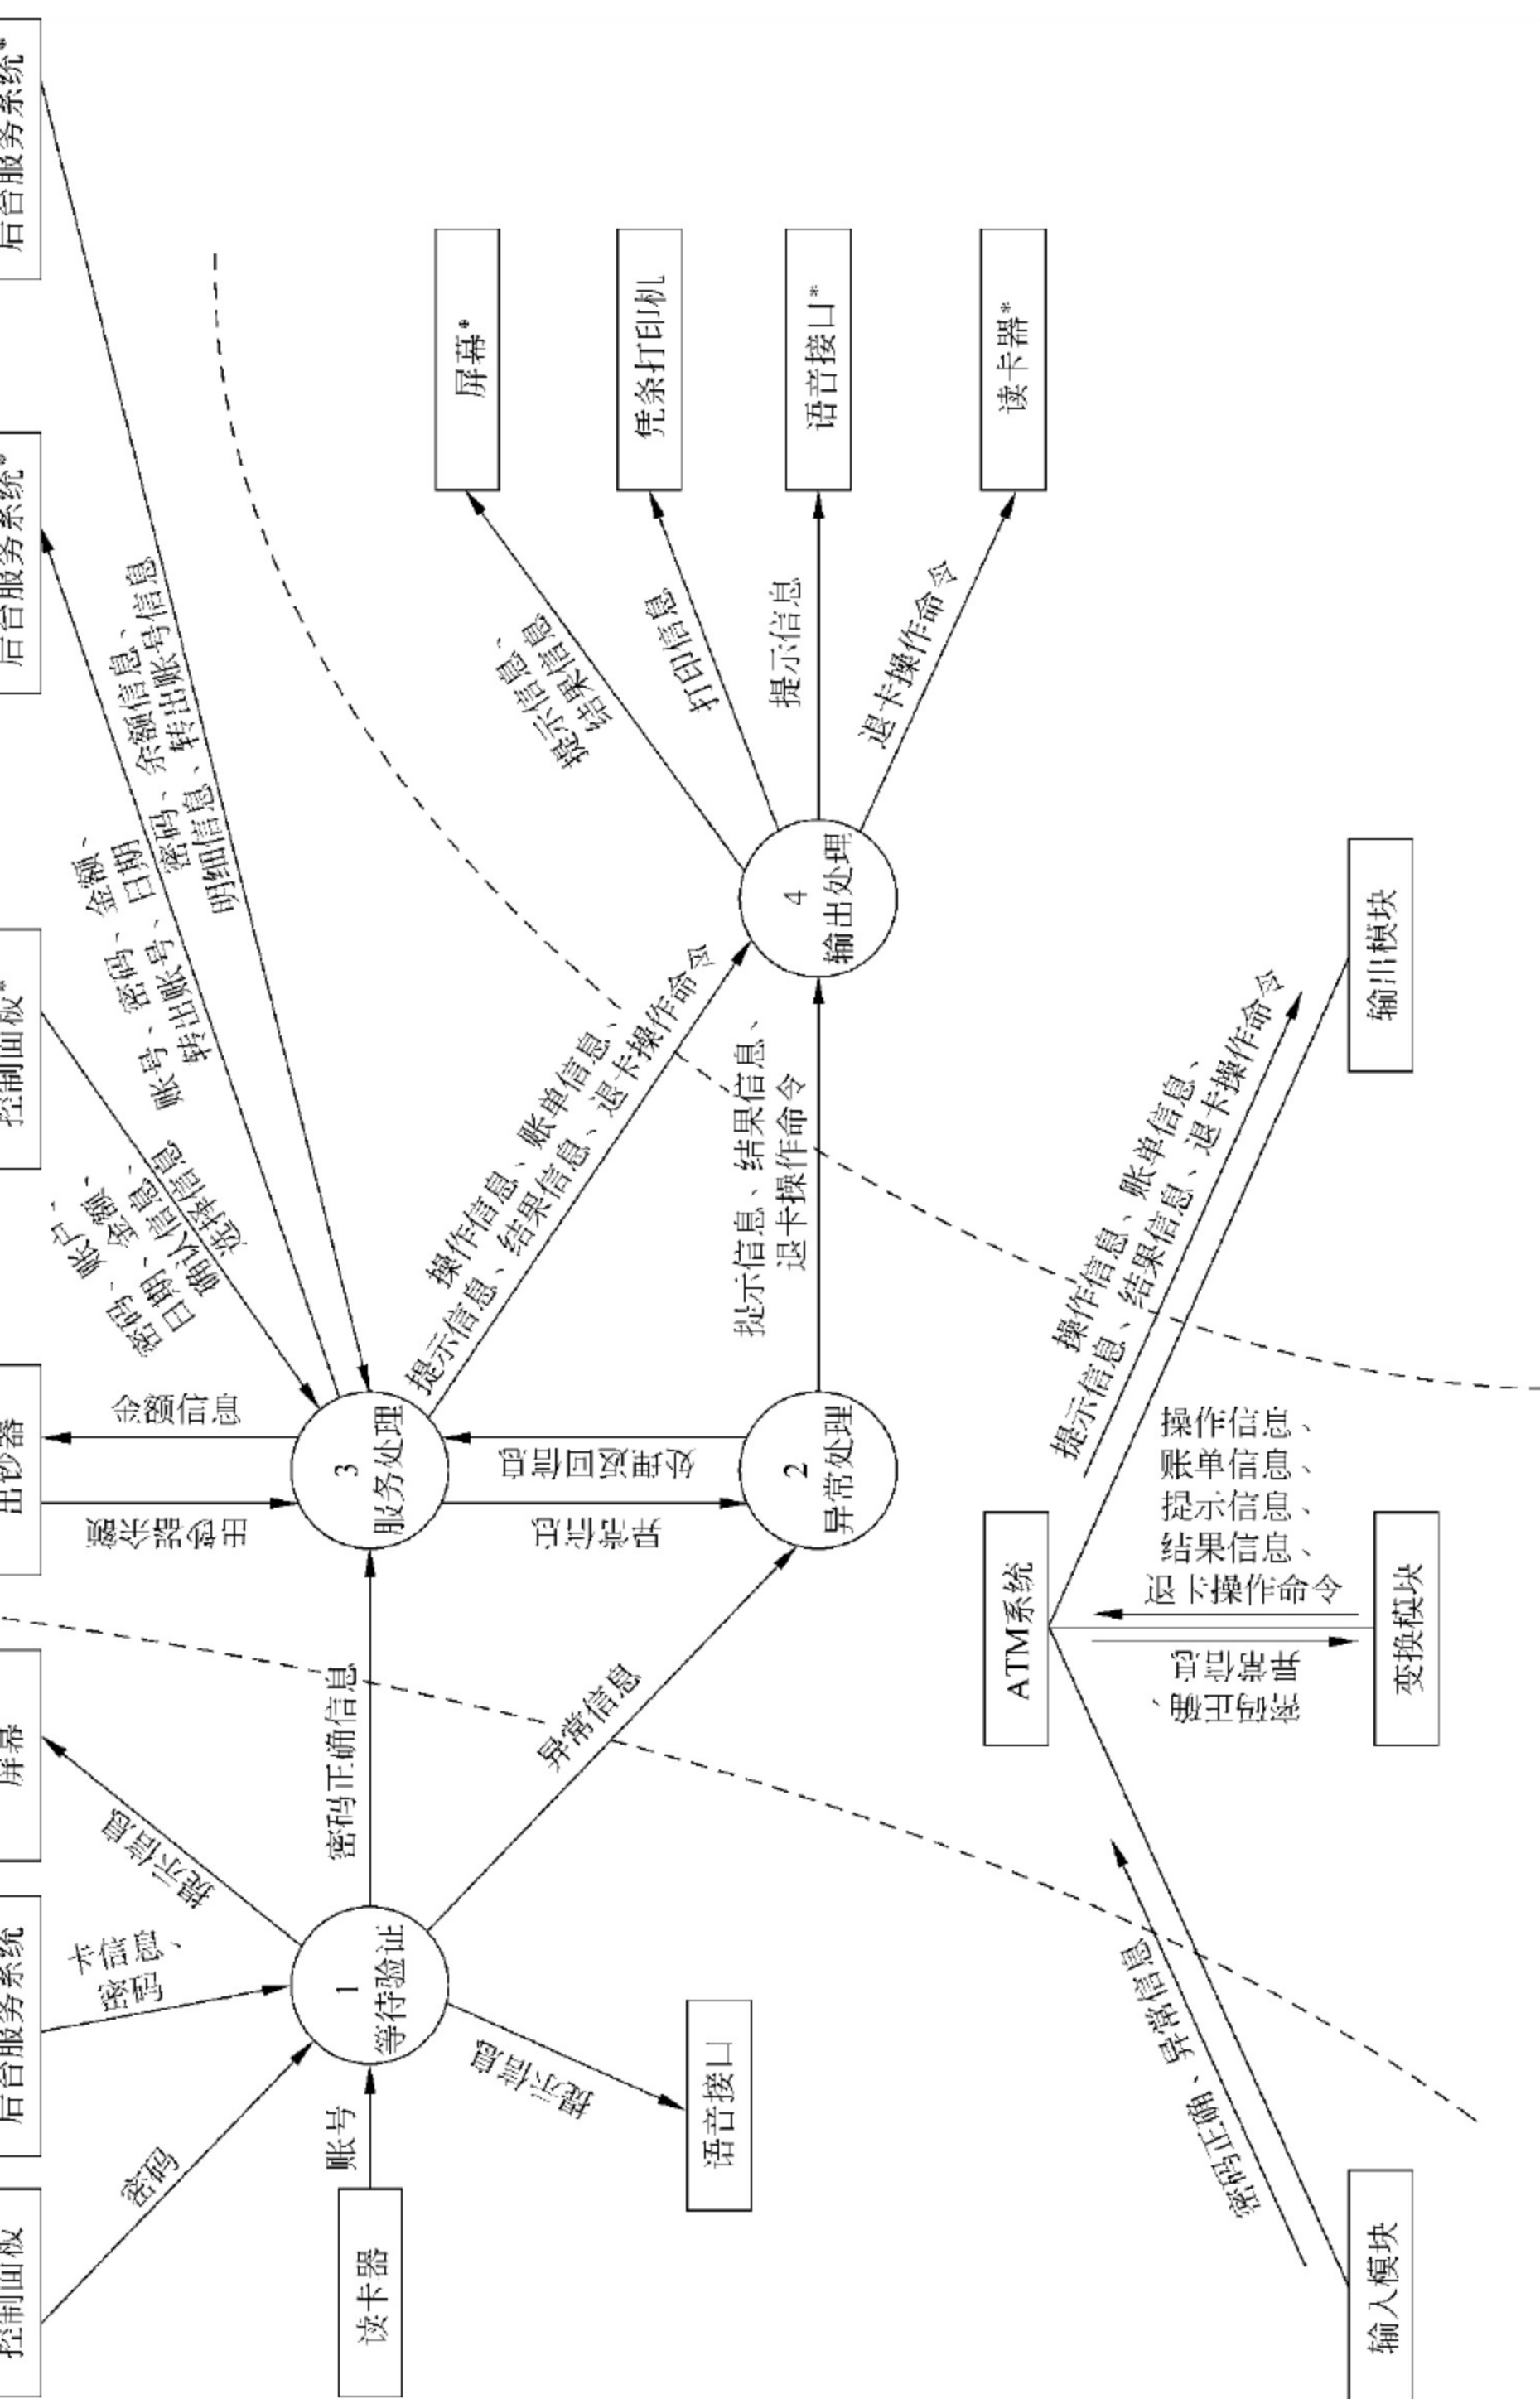 控制面板
后台服务系统
屏幕
出钞器
控制面板*
后台服务系统*
后台服务系统*
密码
卡信息、
密码
提示信息
出钞器余额
金额信息
密码、账户、
日期、金额、
确认信息、
选择信息
账号、密码、金额、
转出账号、日期
密码、余额信息、
明细信息、转出账号信息
读卡器
账号
1
等待验证
密码正确信息
3
服务处理
提示信息
语音接口
异常信息
异常信息
处理返回信息
操作信息、账单信息、
提示信息、结果信息、退卡操作命令
2
异常处理
提示信息、结果信息、
退卡操作命令
4
输出处理
提示信息、
结果信息
屏幕*
打印信息
凭条打印机
提示信息
语音接口*
退卡操作命令
读卡器*
ATM系统
密码正确、异常信息
密码正确、
异常信息
操作信息、
账单信息、
提示信息、
结果信息、
退卡操作命令
操作信息、账单信息、
提示信息、结果信息、退卡操作命令
输入模块
变换模块
输出模块